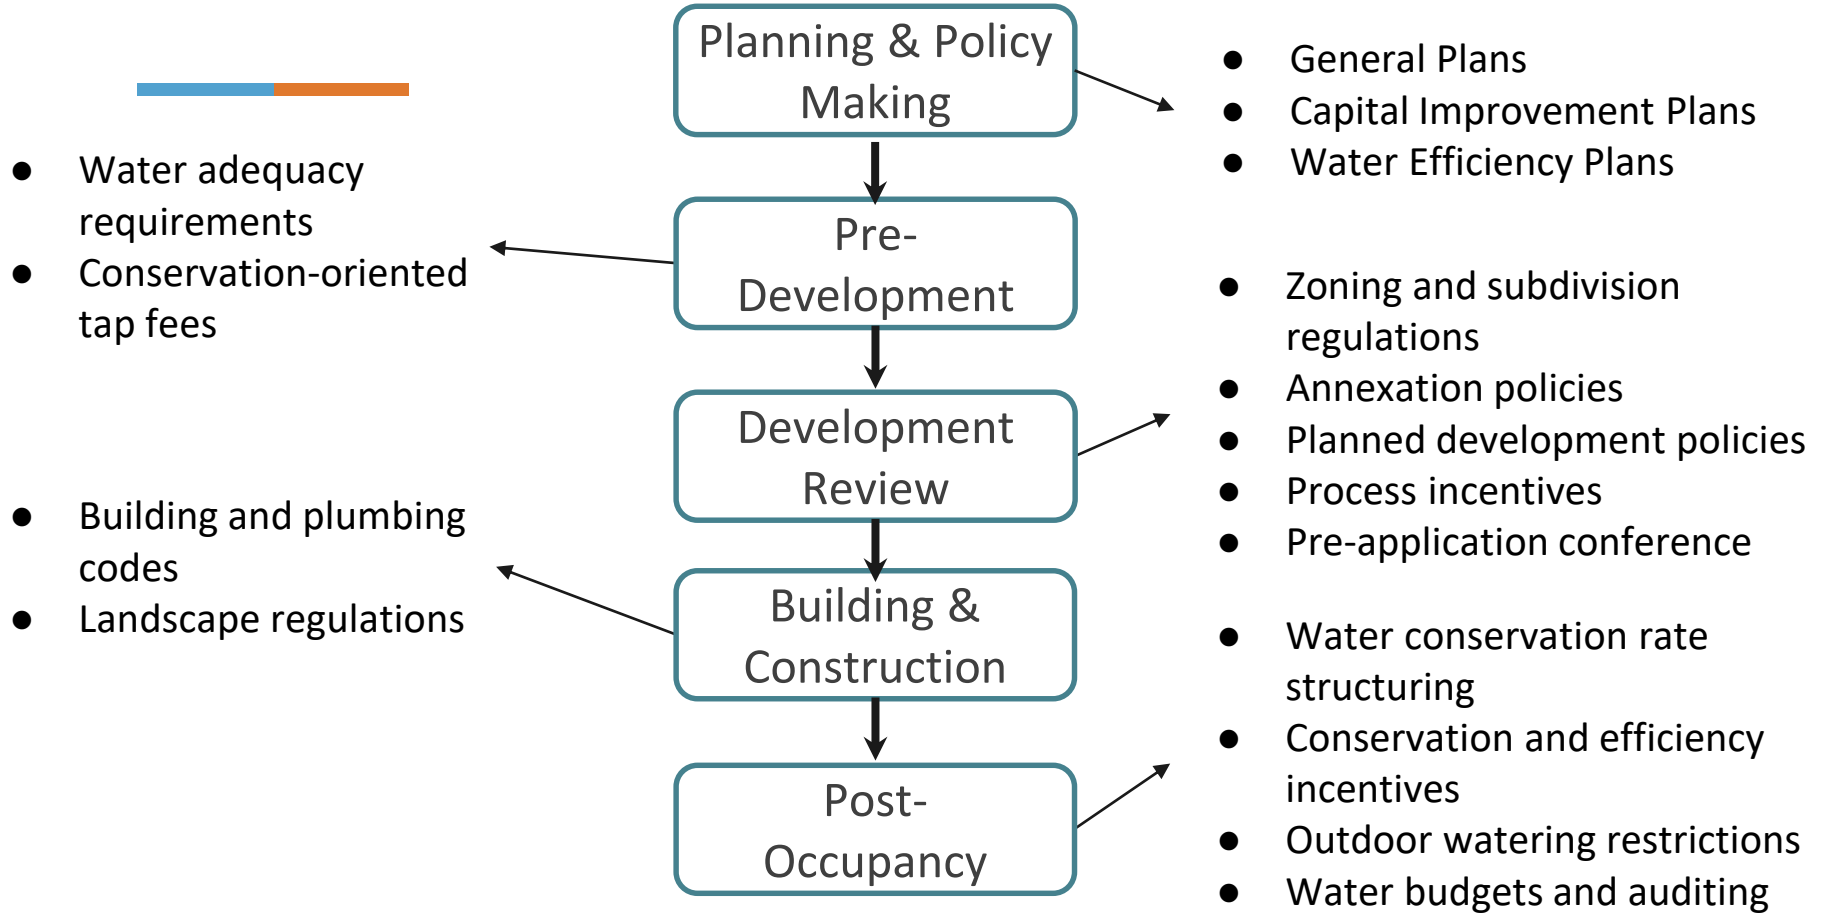 Planning & Policy
Making
● General Plans
● Capital Improvement Plans
● Water Efficiency Plans
● Water adequacy
requirements
● Conservation-oriented
tap fees
Pre-
Development
Development
Review
● Zoning and subdivision
regulations
● Annexation policies
● Planned development policies
● Process incentives
● Pre-application conference
● Building and plumbing
codes
● Landscape regulations
Building &
Construction
Post-
Occupancy
● Water conservation rate
structuring
● Conservation and efficiency
incentives
● Outdoor watering restrictions
● Water budgets and auditing